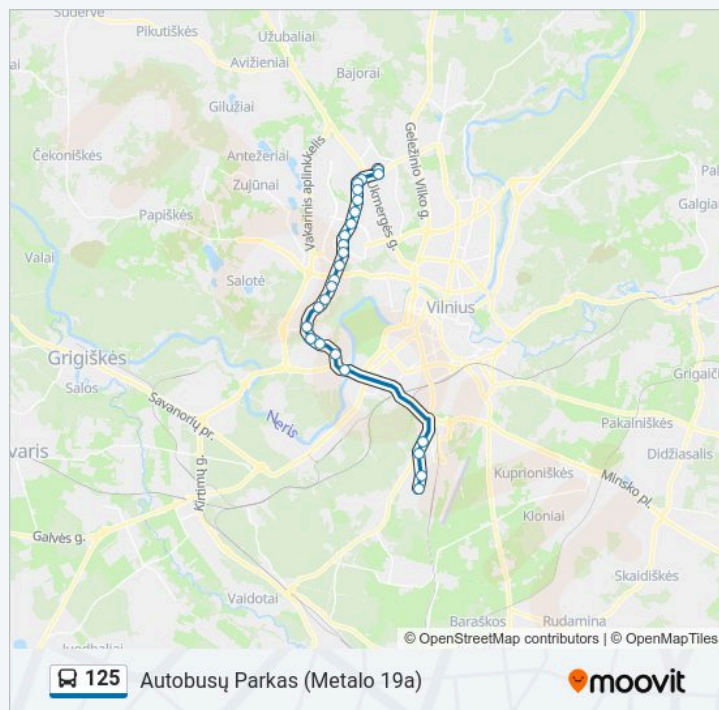 Sudervė
Pikutiškės
Užubaliai
Avižieniai
Bajorai
Gilužiai
Čekoniškės
Antežeriai
Zujūnai
Vakarinis aplinkkelis
Ukmergės g.
Geležinio Vilko g.
Papiškės
Galgiai
Valai
Salotė
Vilnius
Grigiškės
Salos
Grigaičiai
Savanorių pr.
Neris
Pakalniškės
Didžiasalis
Kirtimų g.
Kuprioniškės
Minsko pl.
Kloniai
Galvės g.
Skaidiškės
Vaidotai
Baraškos
Rudamina
Juodbaliai
© OpenStreetMap contributors | © OpenMapTiles
125 Autobusų Parkas (Metalo 19a)
moovit